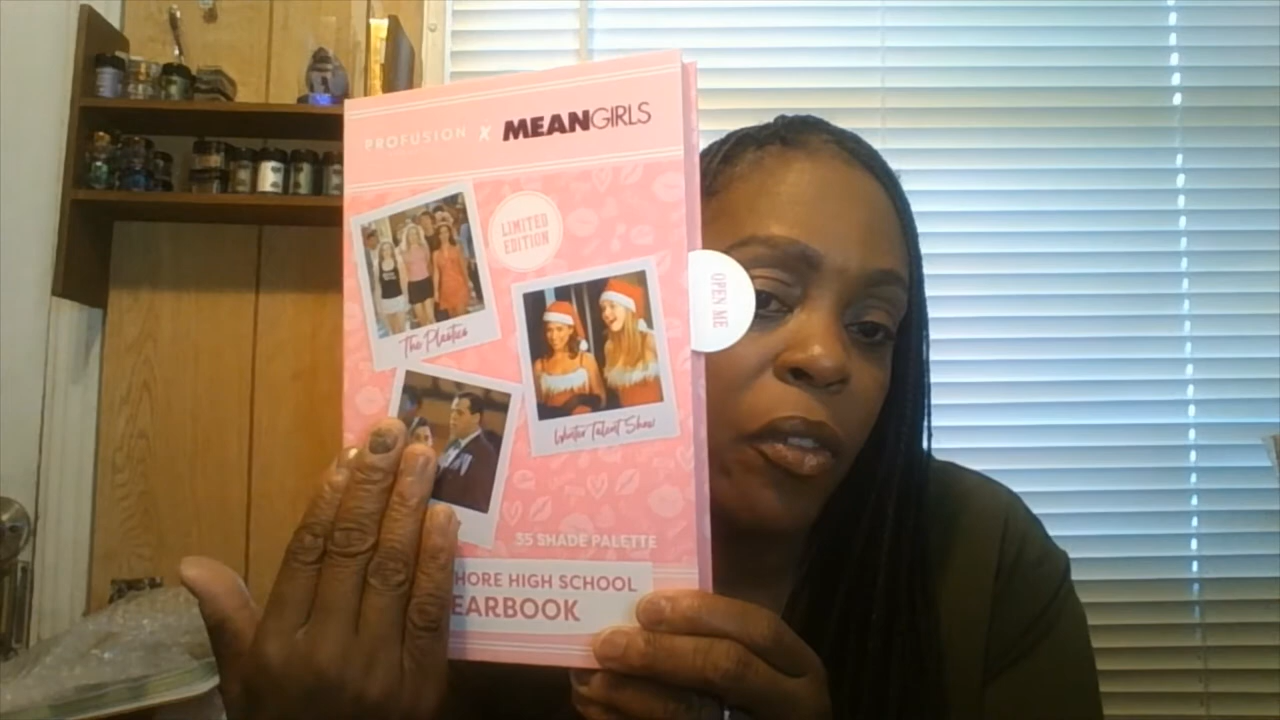 PROFUSION X MEANGIRLS
LIMITED
EDITION
The Plastics
OPEN ME
Winter Talent Show
35 SHADE PALETTE
HORE HIGH SCHOOL
EARBOOK